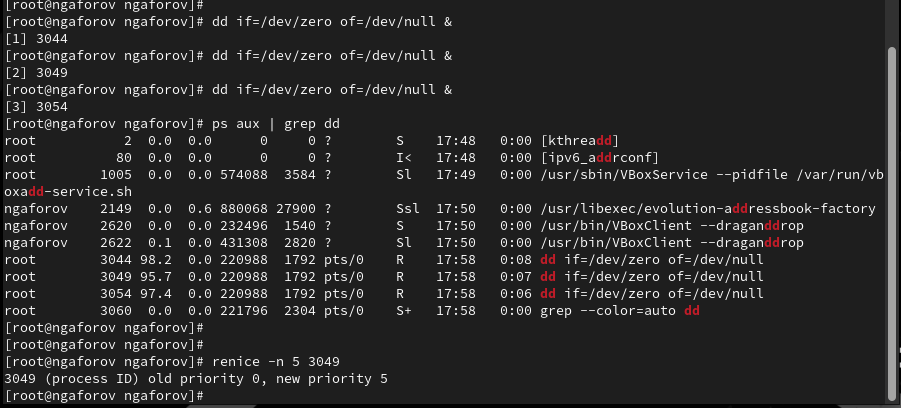 [root@ngaforov ngaforov]#
[root@ngaforov ngaforov]# dd if=/dev/zero of=/dev/null &
[1] 3044
[root@ngaforov ngaforov]# dd if=/dev/zero of=/dev/null &
[2] 3049
[root@ngaforov ngaforov]# dd if=/dev/zero of=/dev/null &
[3] 3054
[root@ngaforov ngaforov]# ps aux | grep dd
root           2  0.0  0.0      0     0 ?        S    17:48   0:00 [kthreadd]
root          80  0.0  0.0      0     0 ?        I<   17:48   0:00 [ipv6_addrconf]
root        1005  0.0  0.0 574088  3584 ?        Sl   17:49   0:00 /usr/sbin/VBoxService --pidfile /var/run/vb
oxadd-service.sh
ngaforov    2149  0.0  0.6 880068 27900 ?        Ssl  17:50   0:00 /usr/libexec/evolution-addressbook-factory
ngaforov    2620  0.0  0.0 232496  1540 ?        S    17:50   0:00 /usr/bin/VBoxClient --draganddrop
ngaforov    2622  0.1  0.0 431308  2820 ?        Sl   17:50   0:00 /usr/bin/VBoxClient --draganddrop
root        3044 98.2  0.0 220988  1792 pts/0    R    17:58   0:08 dd if=/dev/zero of=/dev/null
root        3049 95.7  0.0 220988  1792 pts/0    R    17:58   0:07 dd if=/dev/zero of=/dev/null
root        3054 97.4  0.0 220988  1792 pts/0    R    17:58   0:06 dd if=/dev/zero of=/dev/null
root        3060  0.0  0.0 221796  2304 pts/0    S+   17:58   0:00 grep --color=auto dd
[root@ngaforov ngaforov]#
[root@ngaforov ngaforov]#
[root@ngaforov ngaforov]# renice -n 5 3049
3049 (process ID) old priority 0, new priority 5
[root@ngaforov ngaforov]#